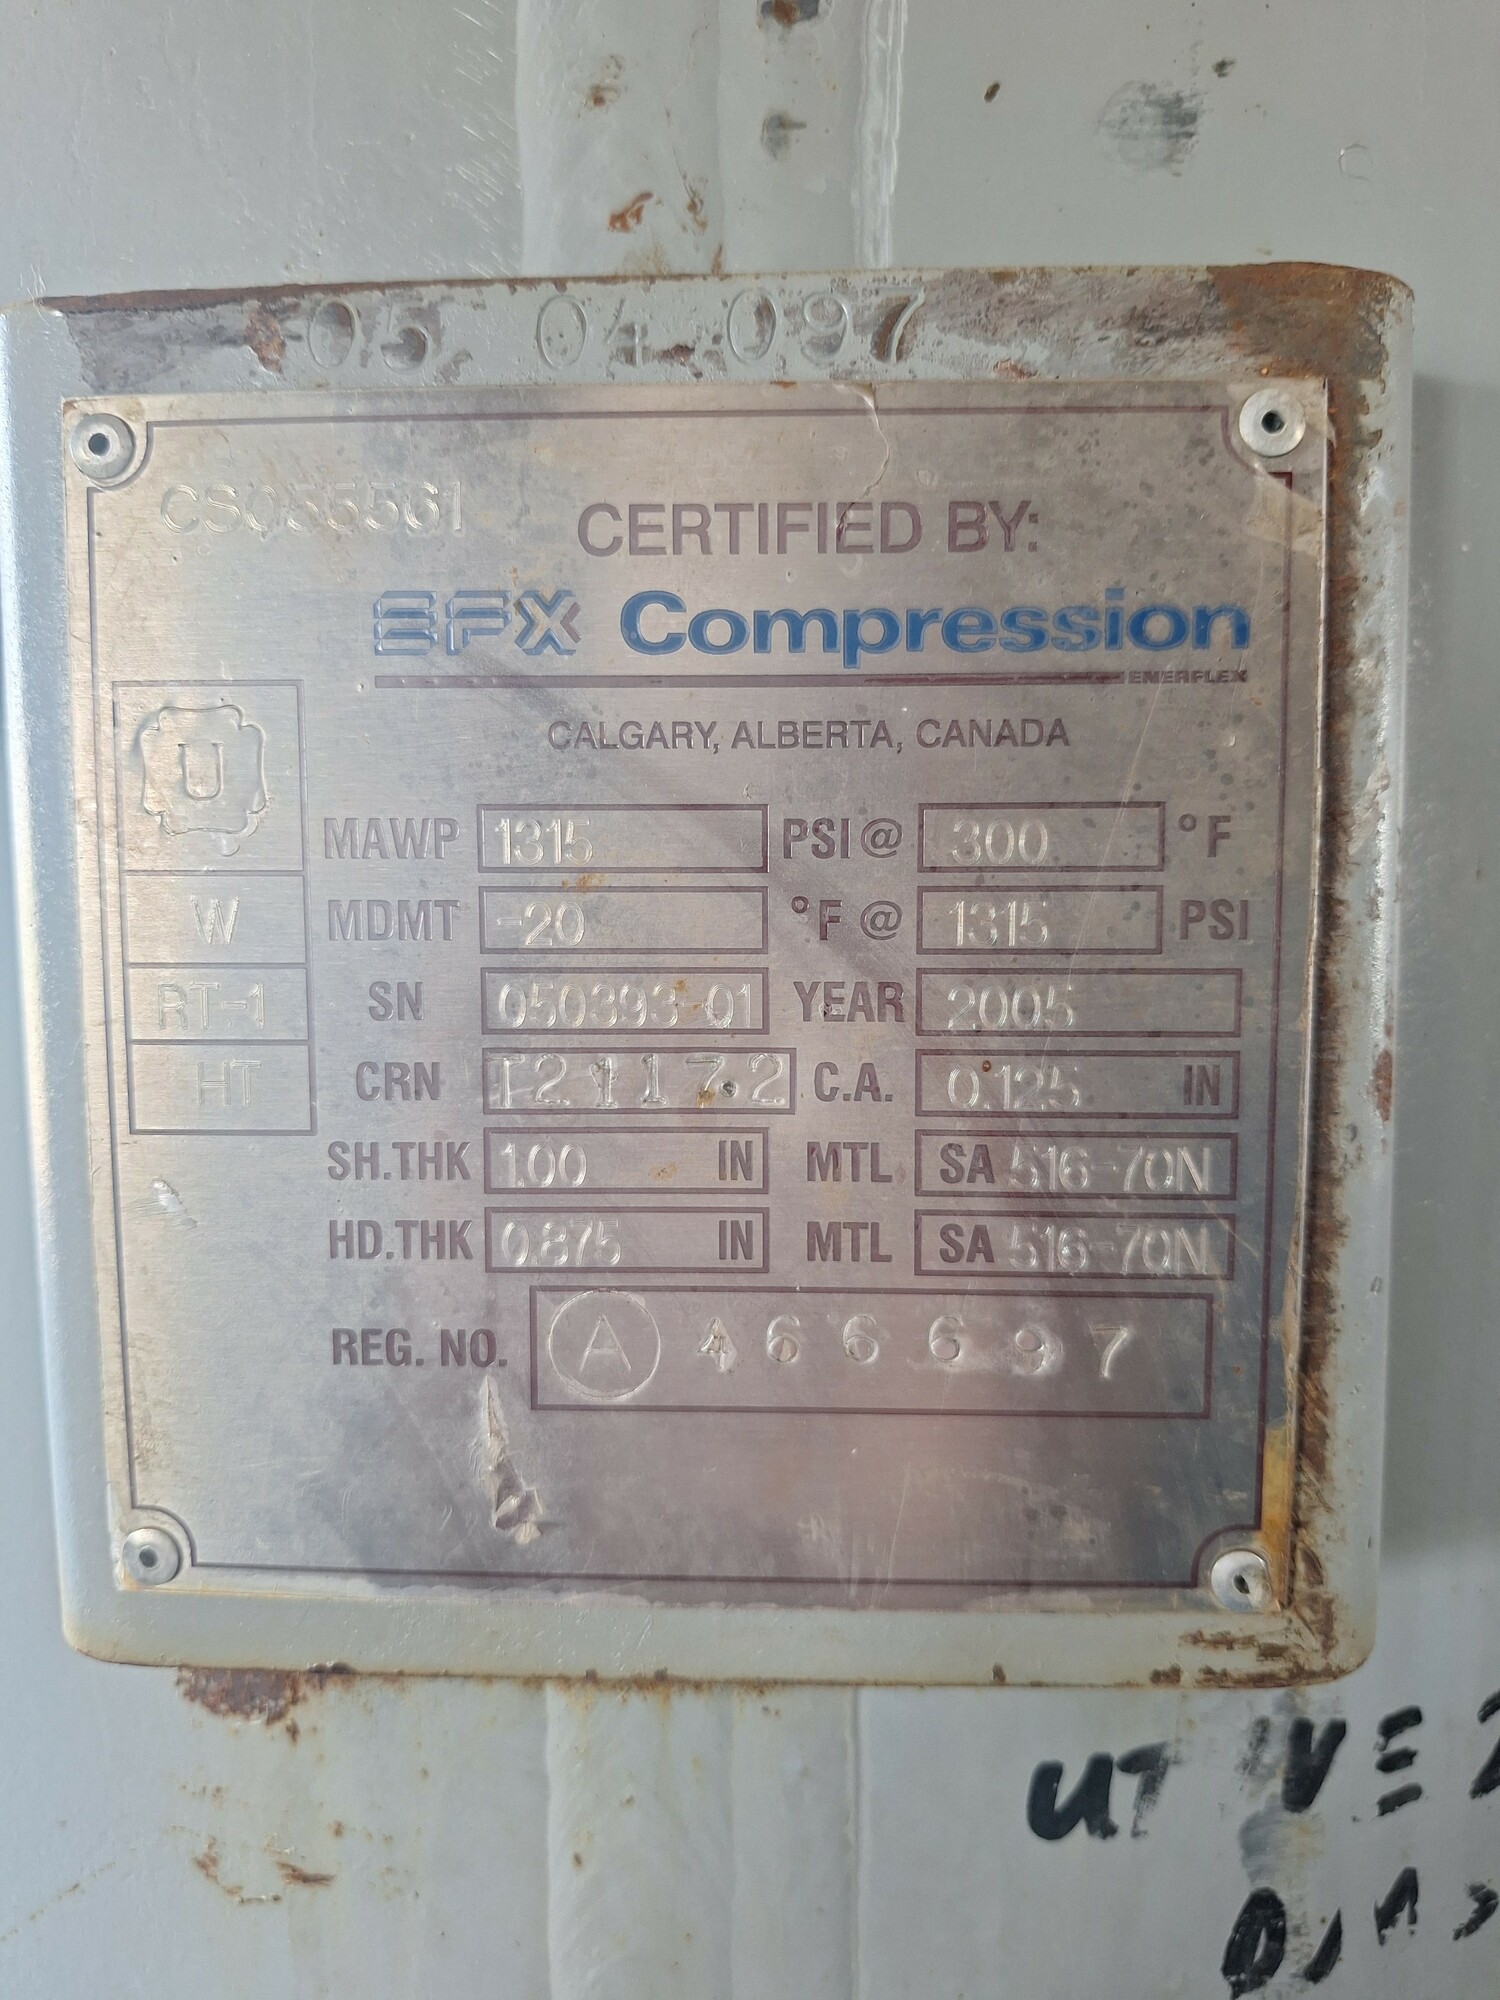 05 04 097
CS055561
CERTIFIED BY:
EFX Compression
ENERFLEX
CALGARY, ALBERTA, CANADA
U
W
RT-1
HT
MAWP 1315 PSI @ 300 °F
MDMT -20 °F @ 1315 PSI
SN 050393-01 YEAR 2005
CRN T2117.2 C.A. 0.125 IN
SH.THK 1.00 IN MTL SA 516-70N
HD.THK 0.875 IN MTL SA 516-70N
REG. NO. A 466697
UT